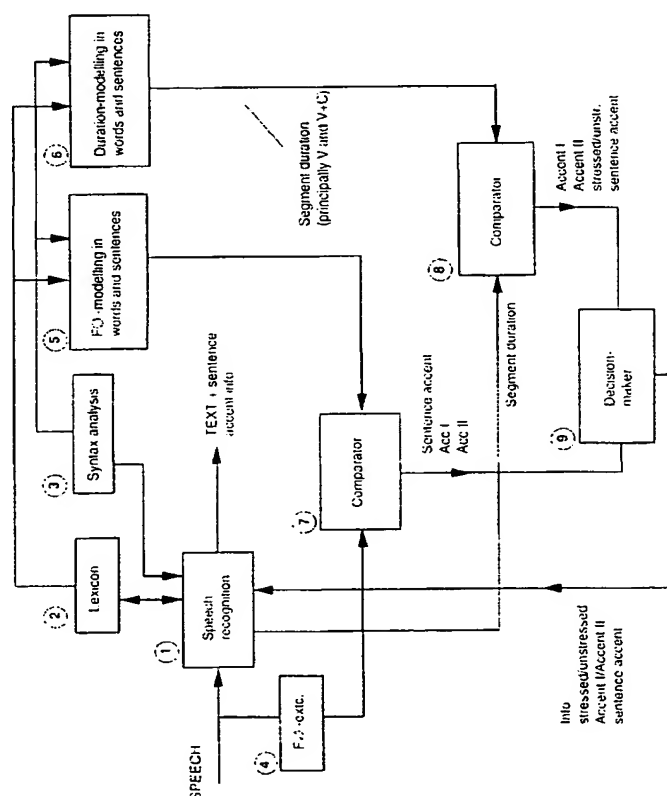 SPEECH
1
Speech
recognition
2
Lexicon
3
Syntax analysis
4
F∅-extc.
5
F∅-modelling in
words and sentences
6
Duration-modelling in
words and sentences
TEXT + sentence
accent info
Segment duration
(principally V and V+C)
7
Comparator
Sentence accent
Acc I
Acc II
8
Comparator
Segment duration
Accent I
Accent II
stressed/unstr.
sentence accent
9
Decision-
maker
Info
stressed/unstressed
Accent I/Accent II
sentence accent